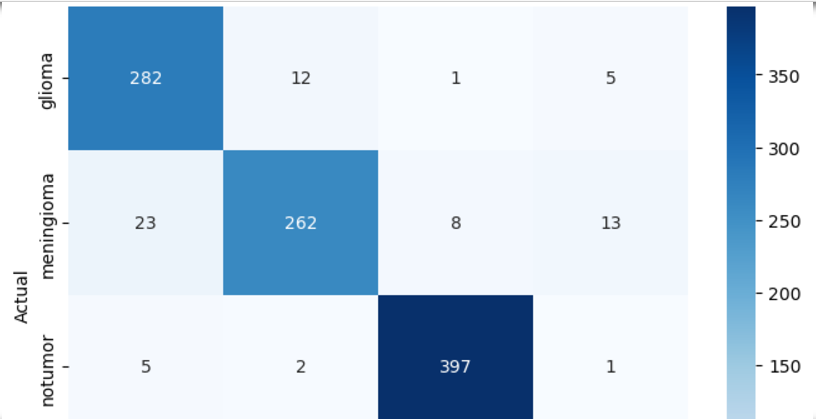 glioma 282 12 1 5
meningioma 23 262 8 13
notumor 5 2 397 1
Actual
350
300
250
200
150